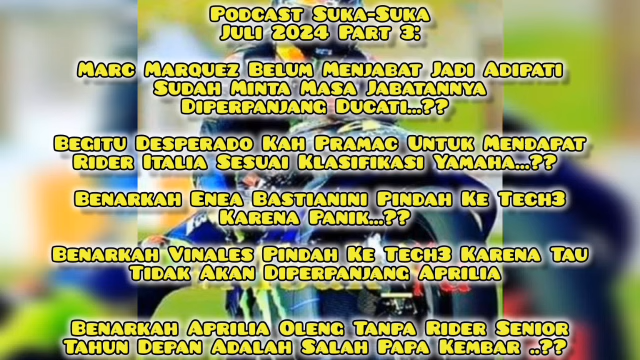 Podcast Suka-Suka
Juli 2024 Part 3:
Marc Marquez Belum Menjabat Jadi Adipati
Sudah Minta Masa Jabatannya
Diperpanjang Ducati...??
Begitu Desperado Kah Pramac Untuk Mendapat
Rider Italia Sesuai Klasifikasi Yamaha...??
Benarkah Enea Bastianini Pindah Ke Tech3
Karena Panik...??
Benarkah Vinales Pindah Ke Tech3 Karena Tau
Tidak Akan Diperpanjang Aprilia
Benarkah Aprilia Oleng Tanpa Rider Senior
Tahun Depan Adalah Salah Papa Kembar ..??